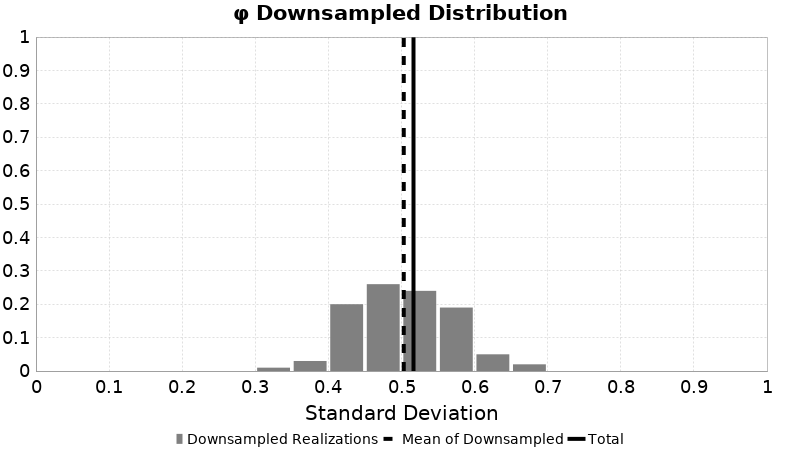 φ Downsampled Distribution
1
0.9
0.8
0.7
0.6
0.5
0.4
0.3
0.2
0.1
0
0 0.1 0.2 0.3 0.4 0.5 0.6 0.7 0.8 0.9 1
Standard Deviation
Downsampled Realizations Mean of Downsampled Total